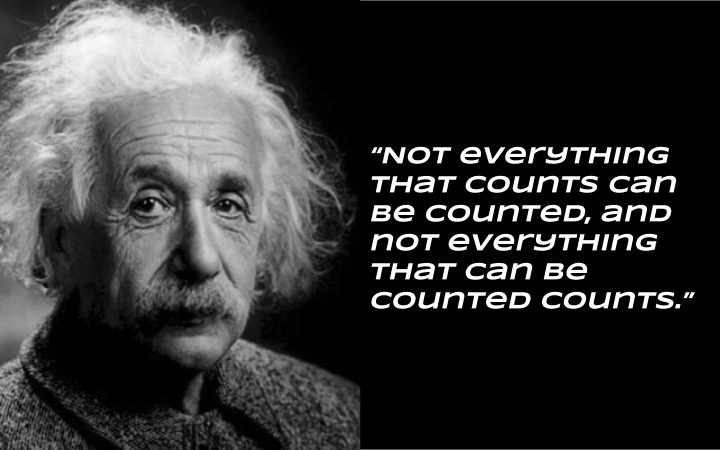 “Not everything
that counts can
be counted, and
not everything
that can be
counted counts.”